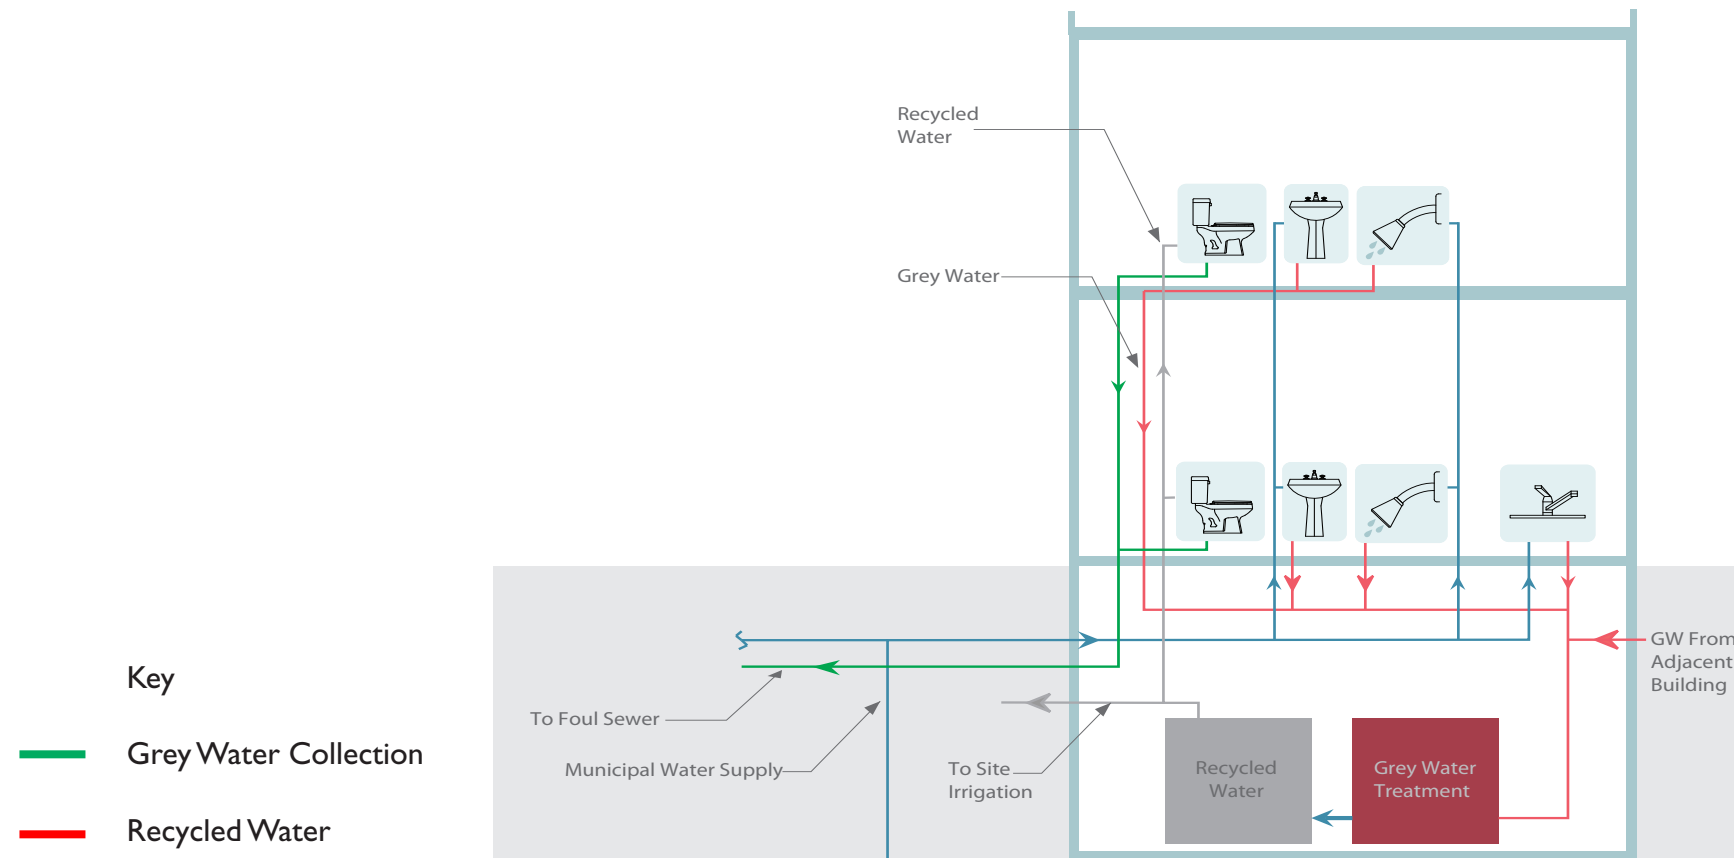 Recycled
Water
Grey Water
Key
Grey Water Collection
Recycled Water
To Foul Sewer
Municipal Water Supply
To Site
Irrigation
Recycled
Water
Grey Water
Treatment
GW From
Adjacent
Building